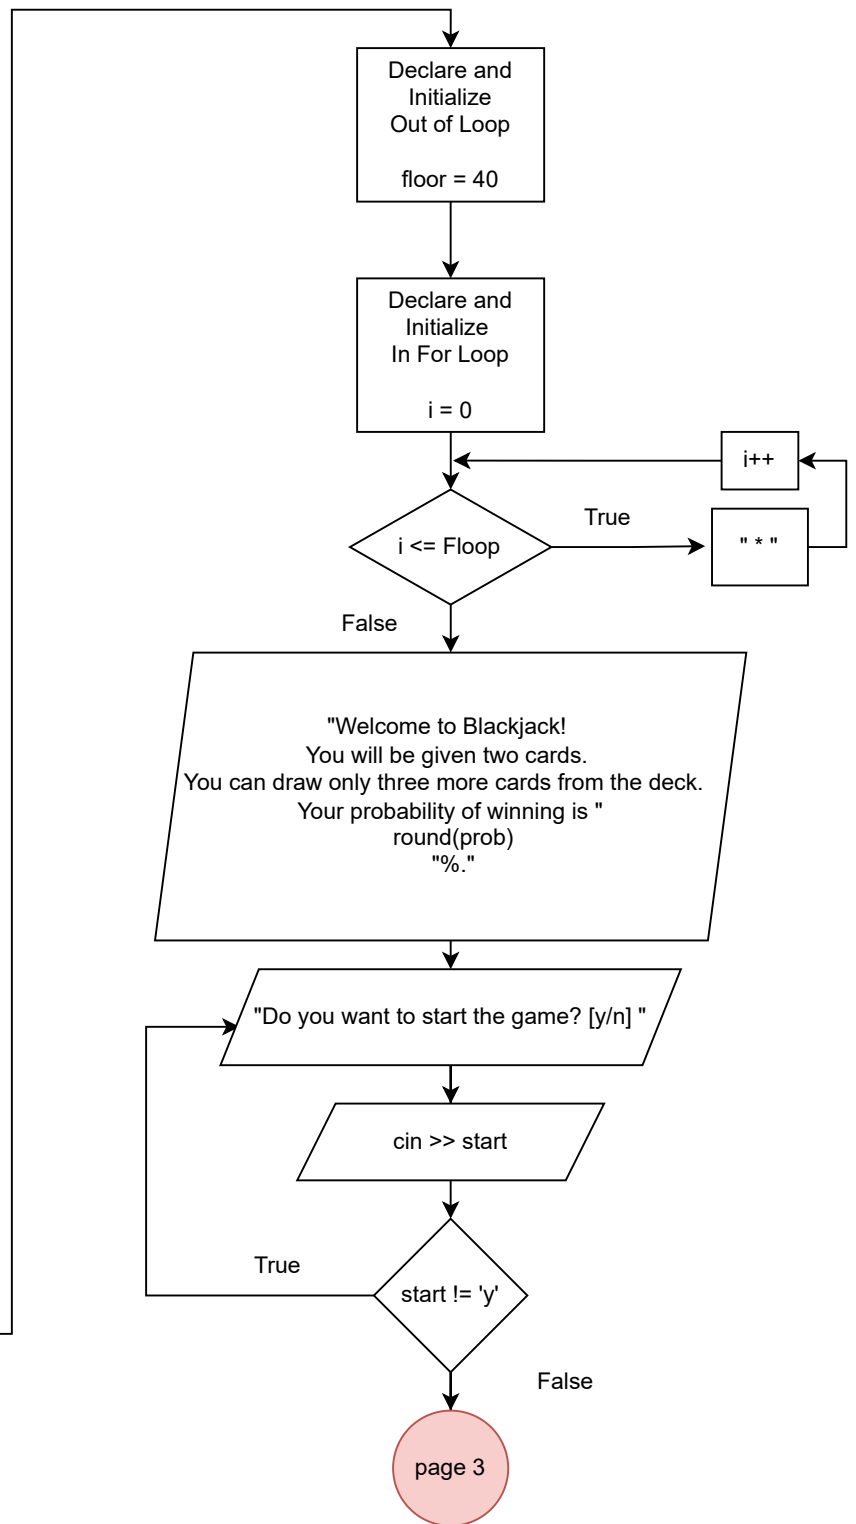 Declare and
Initialize
Out of Loop
floor = 40
Declare and
Initialize
In For Loop
i = 0
i++
True
i <= Floop
" * "
False
"Welcome to Blackjack!
You will be given two cards.
You can draw only three more cards from the deck.
Your probability of winning is "
round(prob)
"%."
"Do you want to start the game? [y/n] "
cin >> start
True
start != 'y'
False
page 3